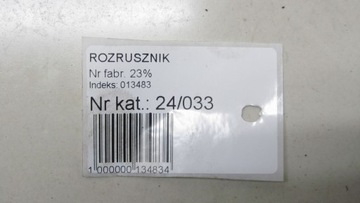 ROZRUSZNIK
Nr fabr. 23%
Indeks: 013483
Nr kat.: 24/033
1 000000 134834